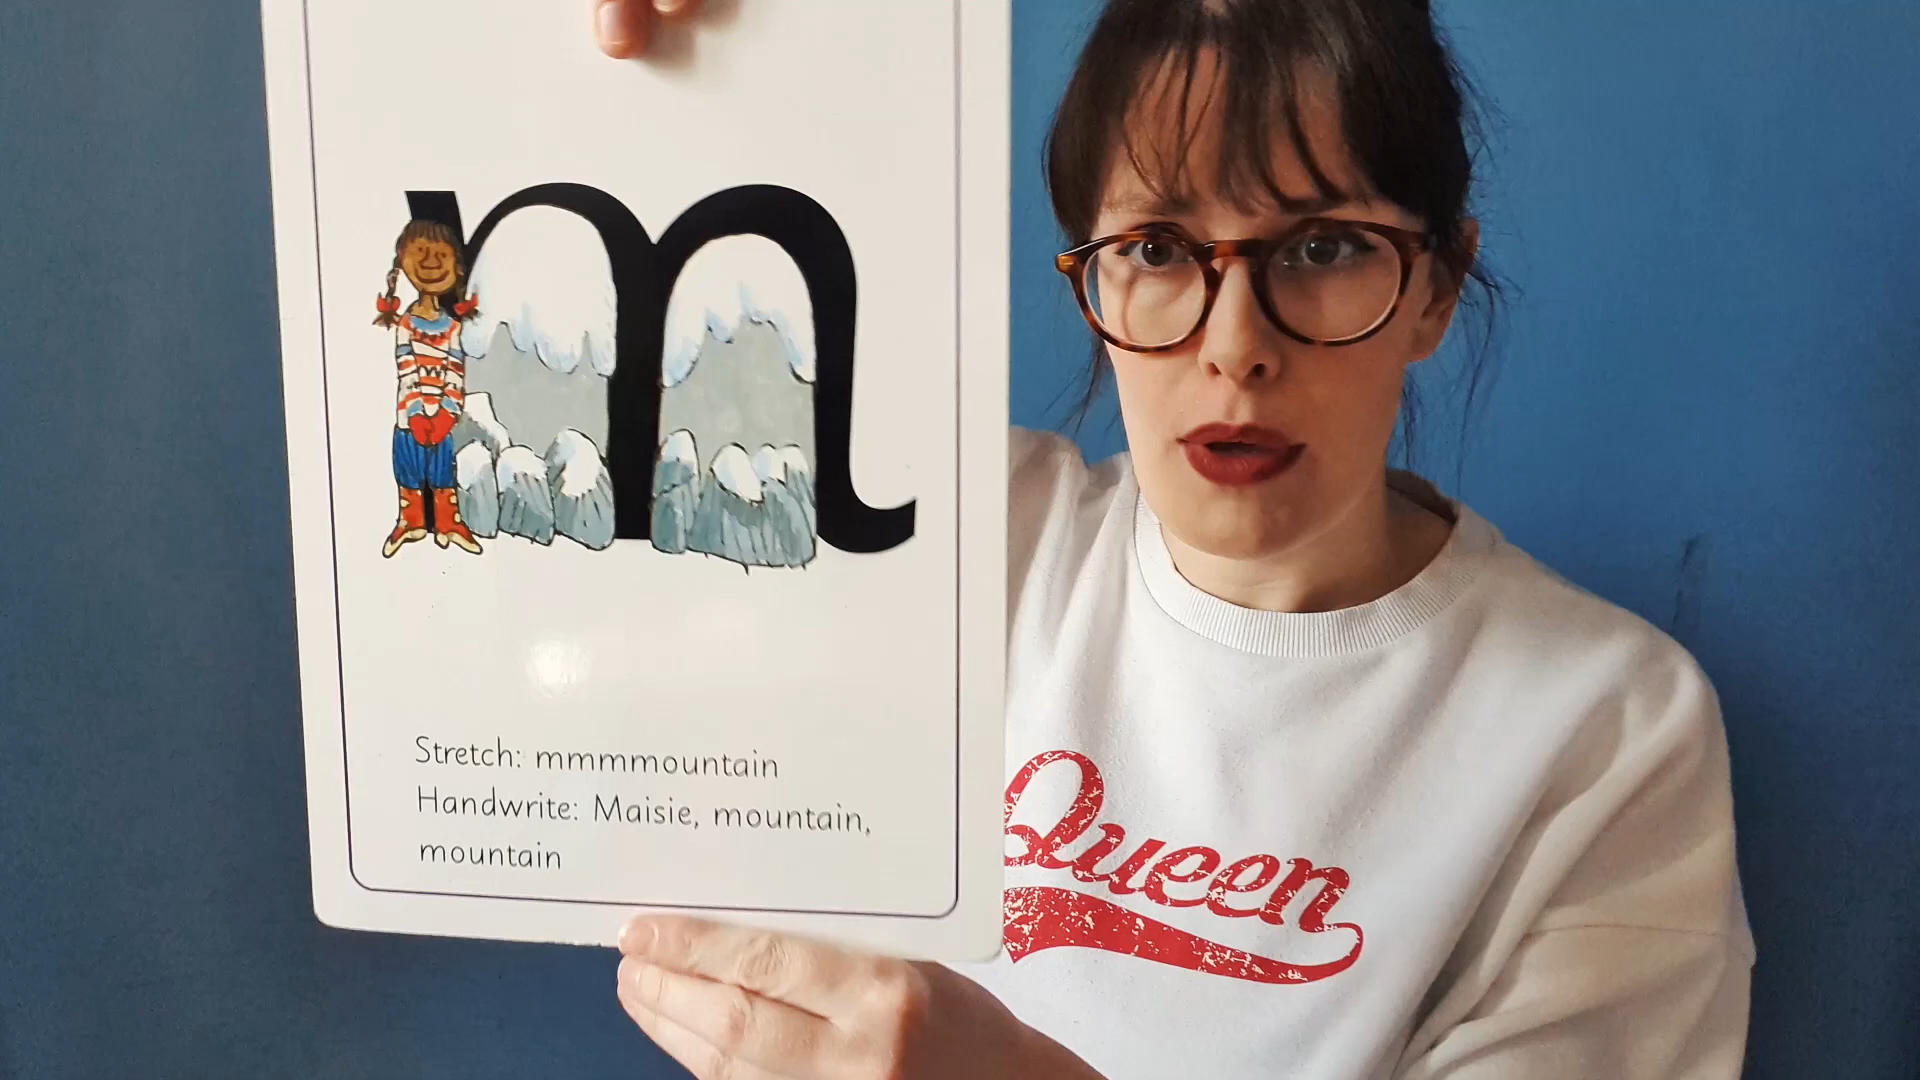 m
Stretch: mmmmountain
Handwrite: Maisie, mountain,
mountain
Queen